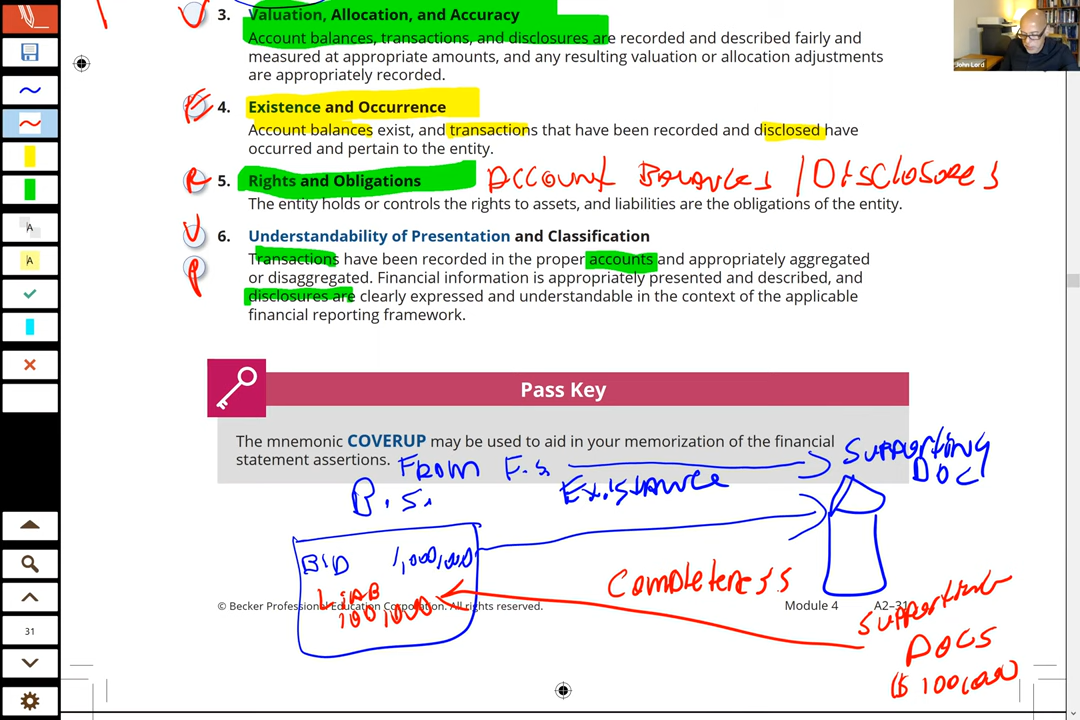 3. Valuation, Allocation, and Accuracy
Account balances, transactions, and disclosures are recorded and described fairly and
measured at appropriate amounts, and any resulting valuation or allocation adjustments
are appropriately recorded.
John Lord
E 4. Existence and Occurrence
Account balances exist, and transactions that have been recorded and disclosed have
occurred and pertain to the entity.
R 5. Rights and Obligations ACCOUNT BALANCES / DISCLOSURES
The entity holds or controls the rights to assets, and liabilities are the obligations of the entity.
U 6. Understandability of Presentation and Classification
P Transactions have been recorded in the proper accounts and appropriately aggregated
or disaggregated. Financial information is appropriately presented and described, and
disclosures are clearly expressed and understandable in the context of the applicable
financial reporting framework.
A
A
Pass Key
The mnemonic COVERUP may be used to aid in your memorization of the financial
statement assertions.
FROM F.S. SUPPORTING
DOC
EXISTANCE
B.S.
BLD 1,000,000
LiAB
100,000
Completeness
© Becker Professional Education Corporation. All rights reserved. Module 4 A2–31
31
Supporting
DOCS
($ 100,000)